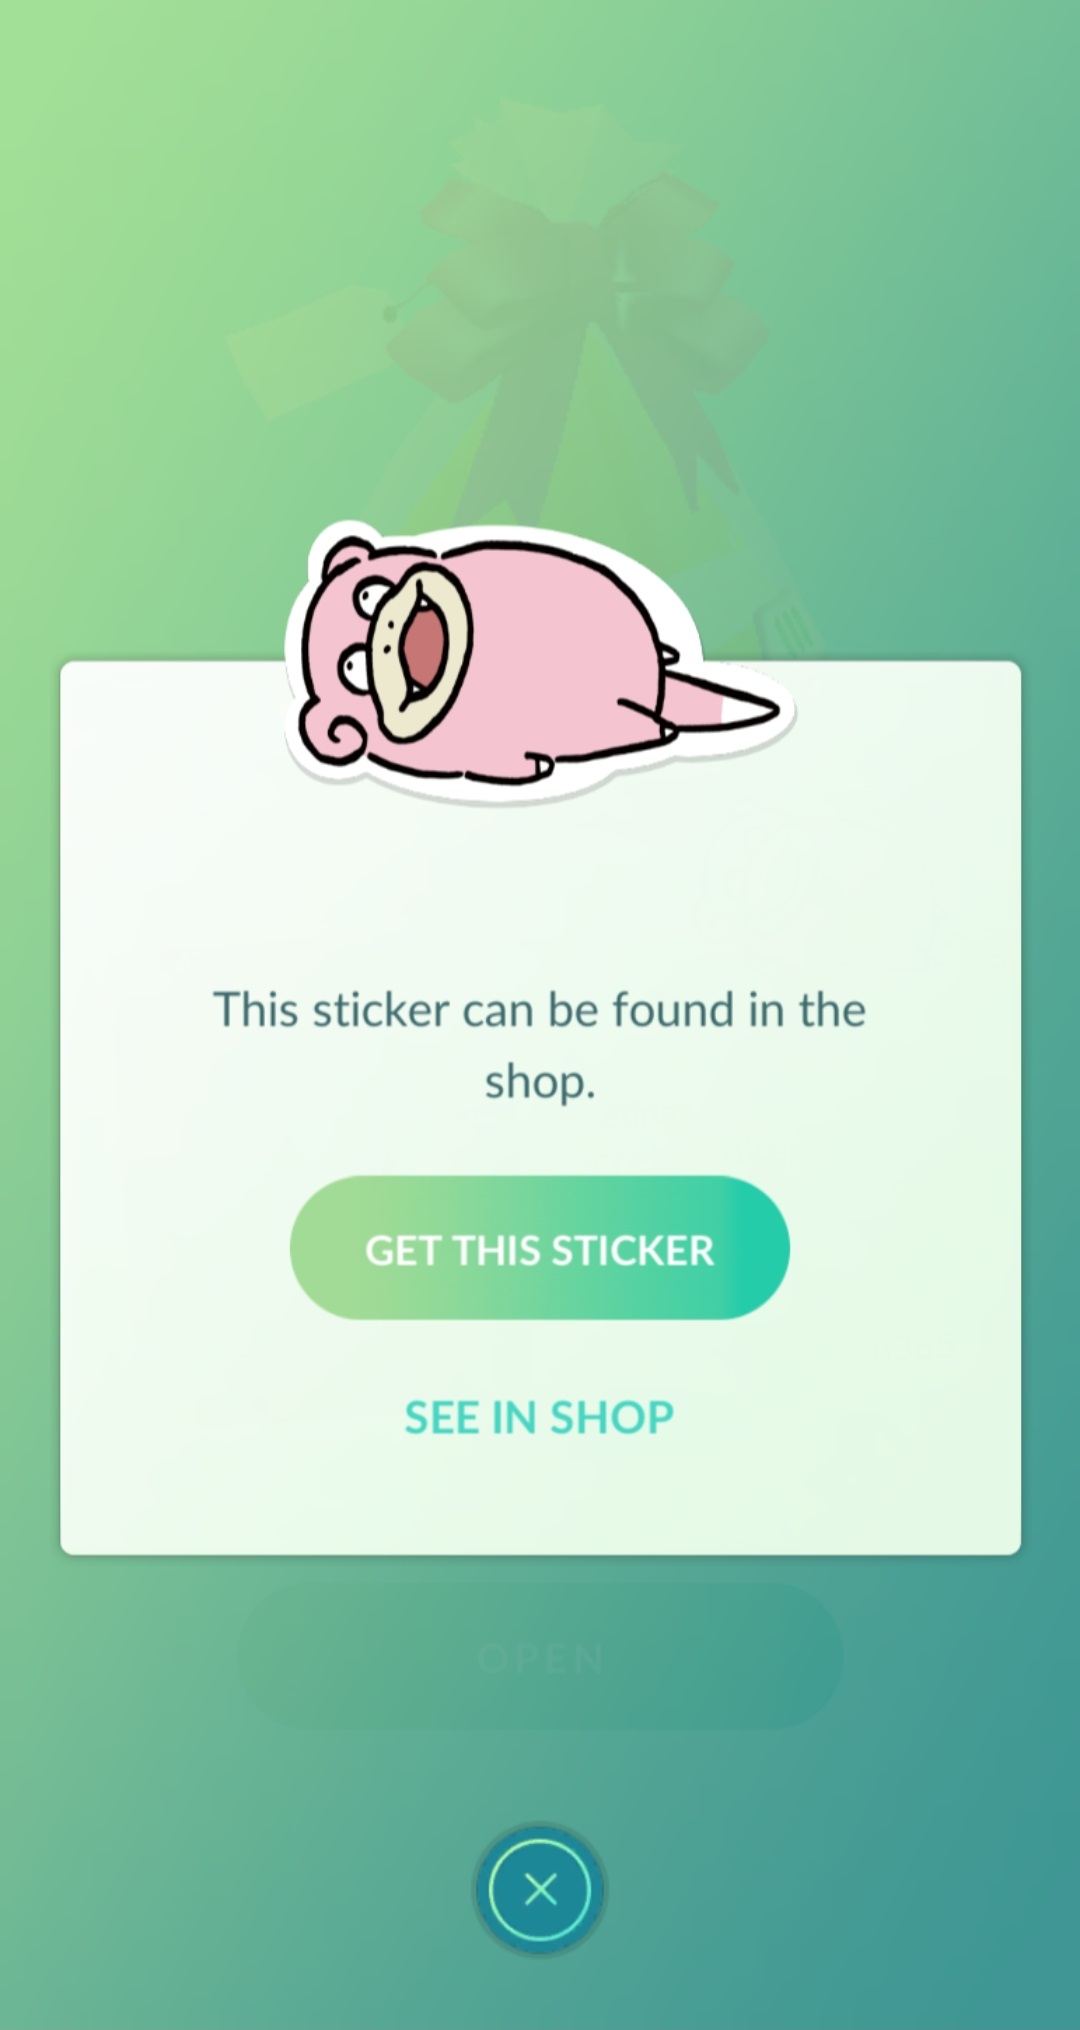 This sticker can be found in the
shop.
GET THIS STICKER
SEE IN SHOP
OPEN